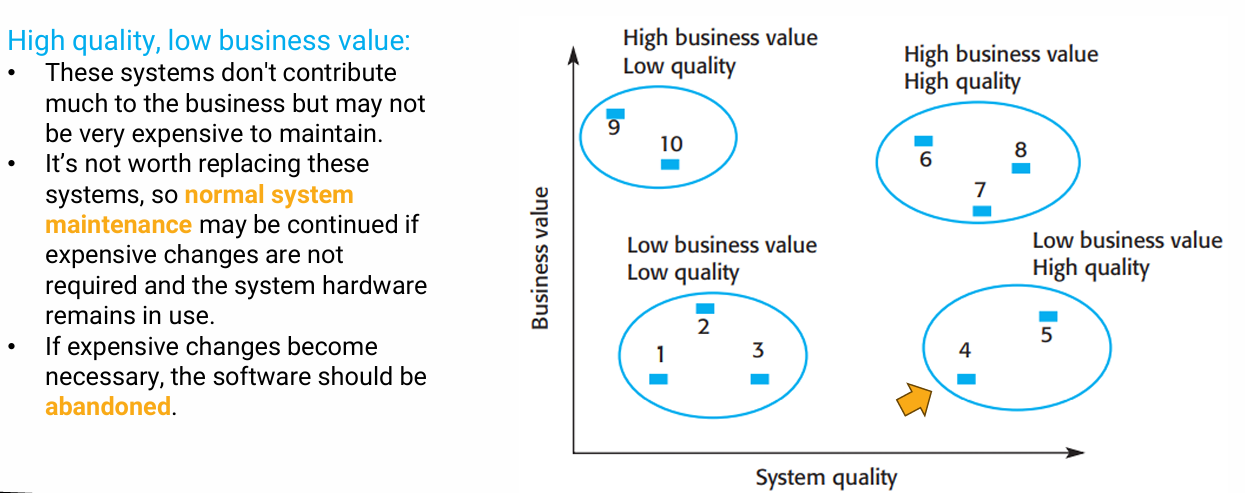 High quality, low business value:
• These systems don't contribute
much to the business but may not
be very expensive to maintain.
• It’s not worth replacing these
systems, so normal system
maintenance may be continued if
expensive changes are not
required and the system hardware
remains in use.
• If expensive changes become
necessary, the software should be
abandoned.
High business value
Low quality
9
10
High business value
High quality
6
8
7
Business value
Low business value
Low quality
2
1
3
Low business value
High quality
5
4
System quality